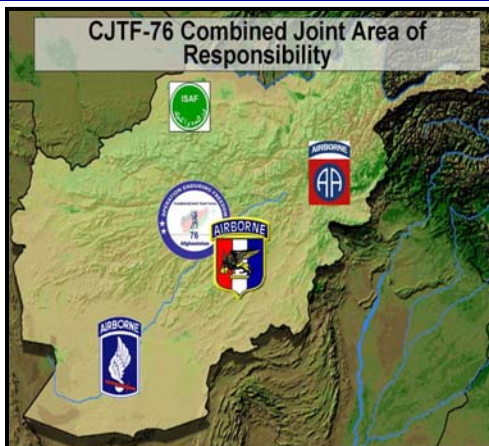 CJTF-76 Combined Joint Area of
Responsibility
ISAF
AIRBORNE
AA
OPERATION ENDURING FREEDOM
76
Afghanistan
AIRBORNE
AIRBORNE